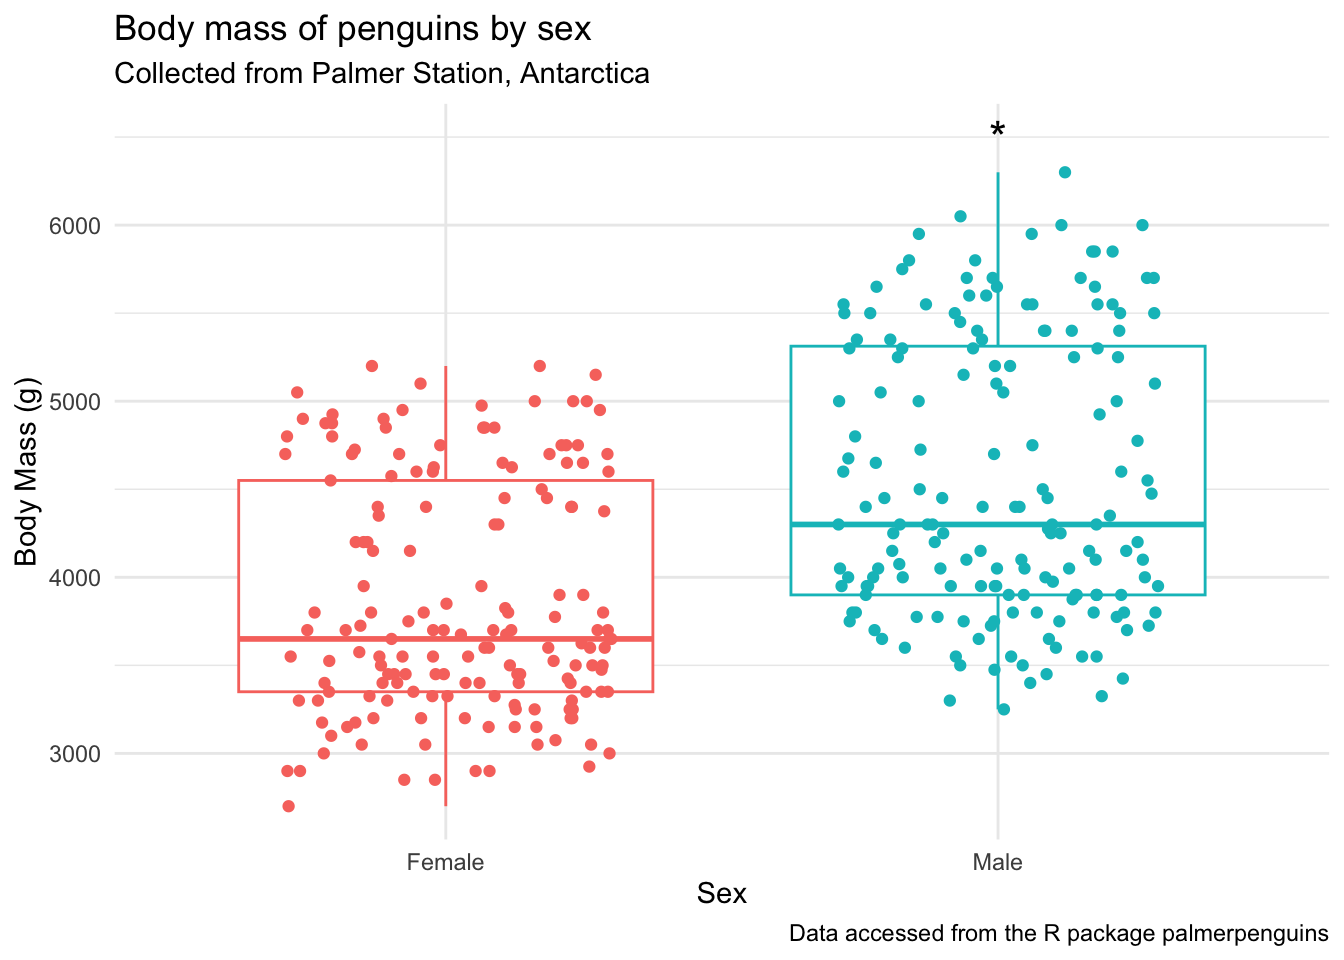 Body mass of penguins by sex
Collected from Palmer Station, Antarctica
*
6000
5000
4000
3000
Body Mass (g)
Female
Male
Sex
Data accessed from the R package palmerpenguins